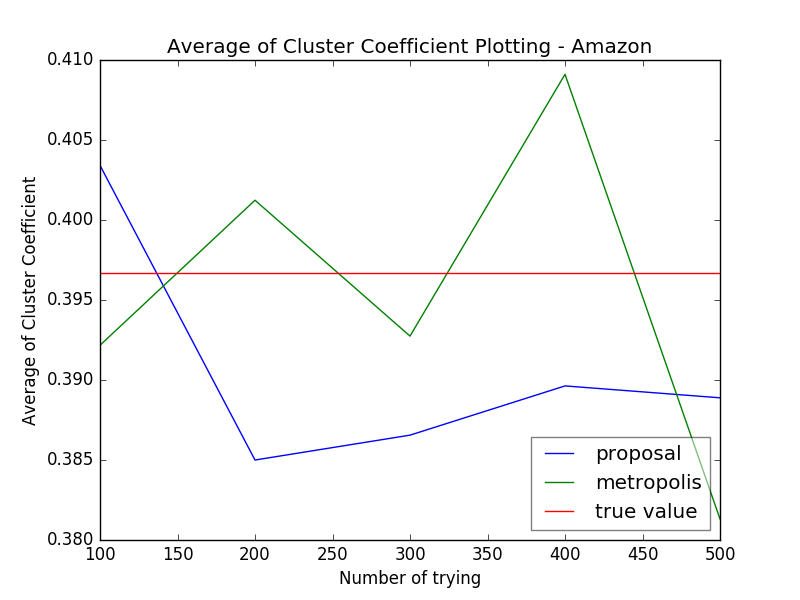 Average of Cluster Coefficient Plotting - Amazon
0.410
0.405
0.400
0.395
0.390
0.385
0.380
Average of Cluster Coefficient
proposal
metropolis
true value
100 150 200 250 300 350 400 450 500
Number of trying